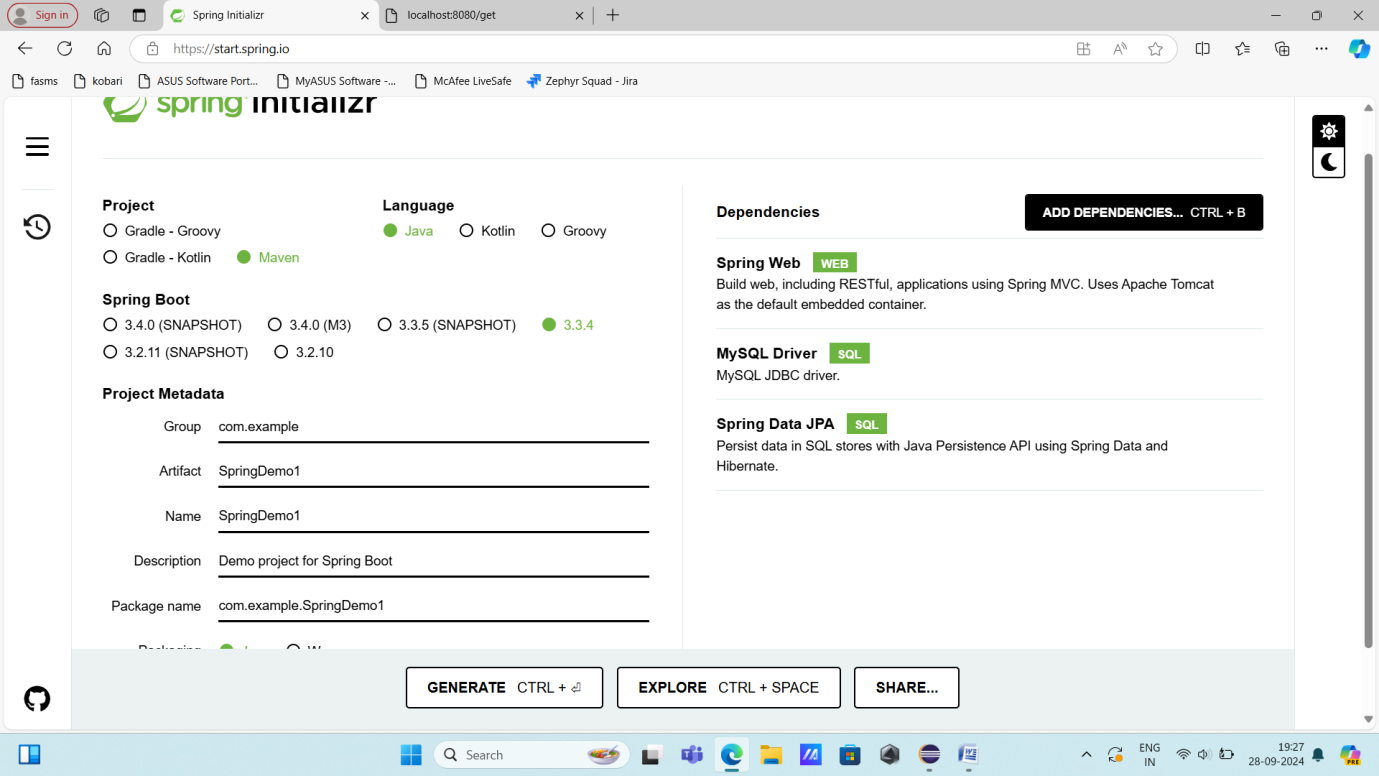 Sign in
Spring Initializr
localhost:8080/get
https://start.spring.io
fasms kobari ASUS Software Port... MyASUS Software -... McAfee LiveSafe Zephyr Squad - Jira
spring initializr
Project
Gradle - Groovy
Gradle - Kotlin Maven
Language
Java Kotlin Groovy
Spring Boot
3.4.0 (SNAPSHOT) 3.4.0 (M3) 3.3.5 (SNAPSHOT) 3.3.4
3.2.11 (SNAPSHOT) 3.2.10
Project Metadata
Group com.example
Artifact SpringDemo1
Name SpringDemo1
Description Demo project for Spring Boot
Package name com.example.SpringDemo1
Dependencies
ADD DEPENDENCIES... CTRL + B
Spring Web WEB
Build web, including RESTful, applications using Spring MVC. Uses Apache Tomcat
as the default embedded container.
MySQL Driver SQL
MySQL JDBC driver.
Spring Data JPA SQL
Persist data in SQL stores with Java Persistence API using Spring Data and
Hibernate.
GENERATE CTRL + ⏎ EXPLORE CTRL + SPACE SHARE...
Search
ENG
IN
19:27
28-09-2024
PRE